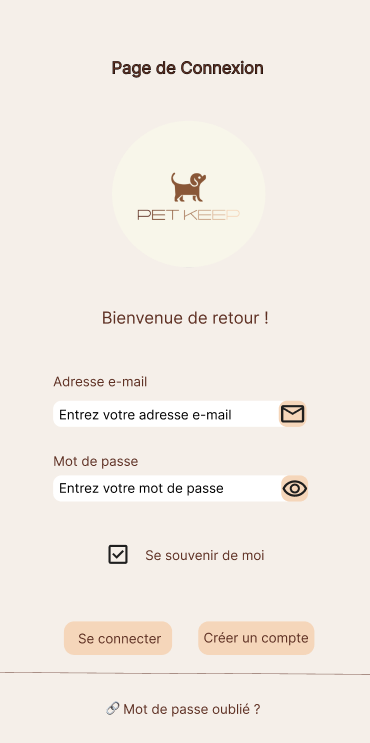 Page de Connexion
PET KEEP
Bienvenue de retour !
Adresse e-mail
Entrez votre adresse e-mail
Mot de passe
Entrez votre mot de passe
Se souvenir de moi
Se connecter
Créer un compte
Mot de passe oublié ?